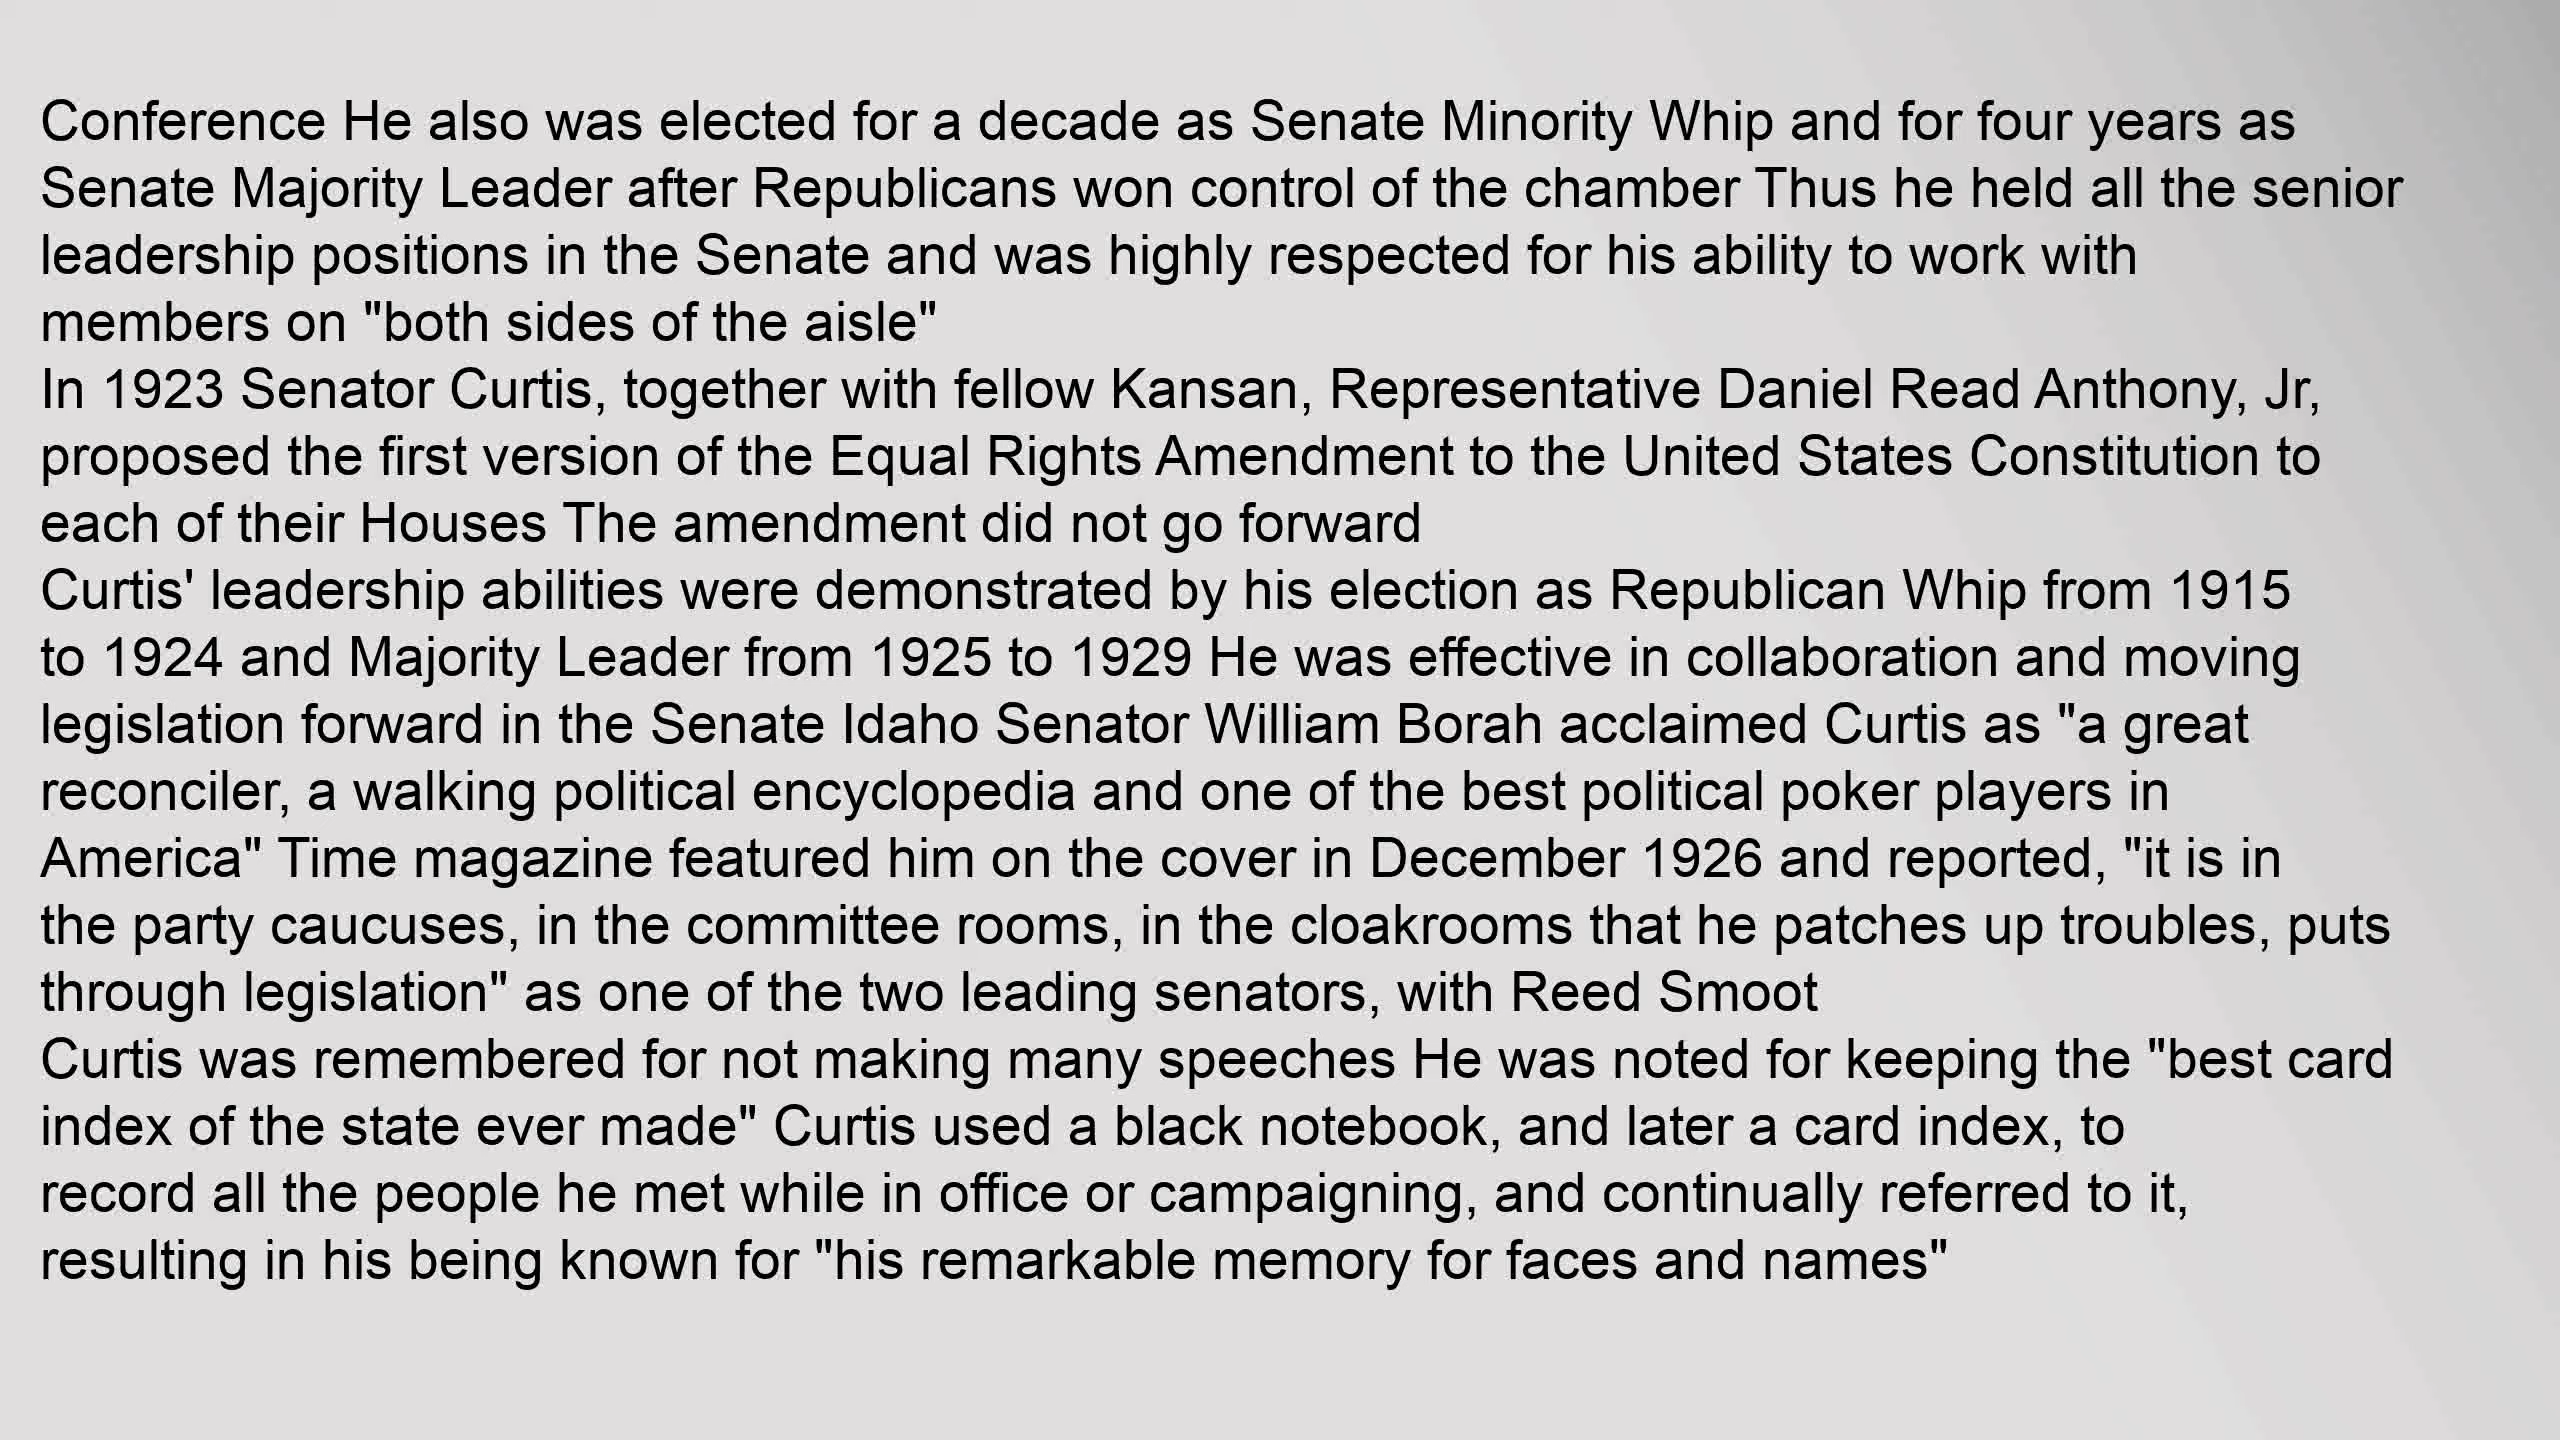 Conference He also was elected for a decade as Senate Minority Whip and for four years as
Senate Majority Leader after Republicans won control of the chamber Thus he held all the senior
leadership positions in the Senate and was highly respected for his ability to work with
members on "both sides of the aisle"
In 1923 Senator Curtis, together with fellow Kansan, Representative Daniel Read Anthony, Jr,
proposed the first version of the Equal Rights Amendment to the United States Constitution to
each of their Houses The amendment did not go forward
Curtis' leadership abilities were demonstrated by his election as Republican Whip from 1915
to 1924 and Majority Leader from 1925 to 1929 He was effective in collaboration and moving
legislation forward in the Senate Idaho Senator William Borah acclaimed Curtis as "a great
reconciler, a walking political encyclopedia and one of the best political poker players in
America" Time magazine featured him on the cover in December 1926 and reported, "it is in
the party caucuses, in the committee rooms, in the cloakrooms that he patches up troubles, puts
through legislation" as one of the two leading senators, with Reed Smoot
Curtis was remembered for not making many speeches He was noted for keeping the "best card
index of the state ever made" Curtis used a black notebook, and later a card index, to
record all the people he met while in office or campaigning, and continually referred to it,
resulting in his being known for "his remarkable memory for faces and names"